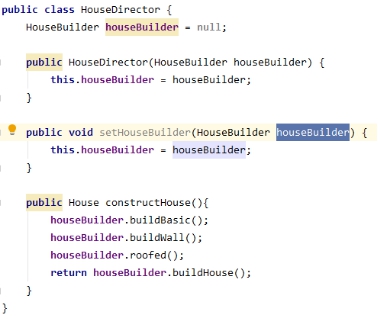 public class HouseDirector {
HouseBuilder houseBuilder = null;
public HouseDirector(HouseBuilder houseBuilder) {
this.houseBuilder = houseBuilder;
}
public void setHouseBuilder(HouseBuilder houseBuilder) {
this.houseBuilder = houseBuilder;
}
public House constructHouse(){
houseBuilder.buildBasic();
houseBuilder.buildWall();
houseBuilder.roofed();
return houseBuilder.buildHouse();
}
}